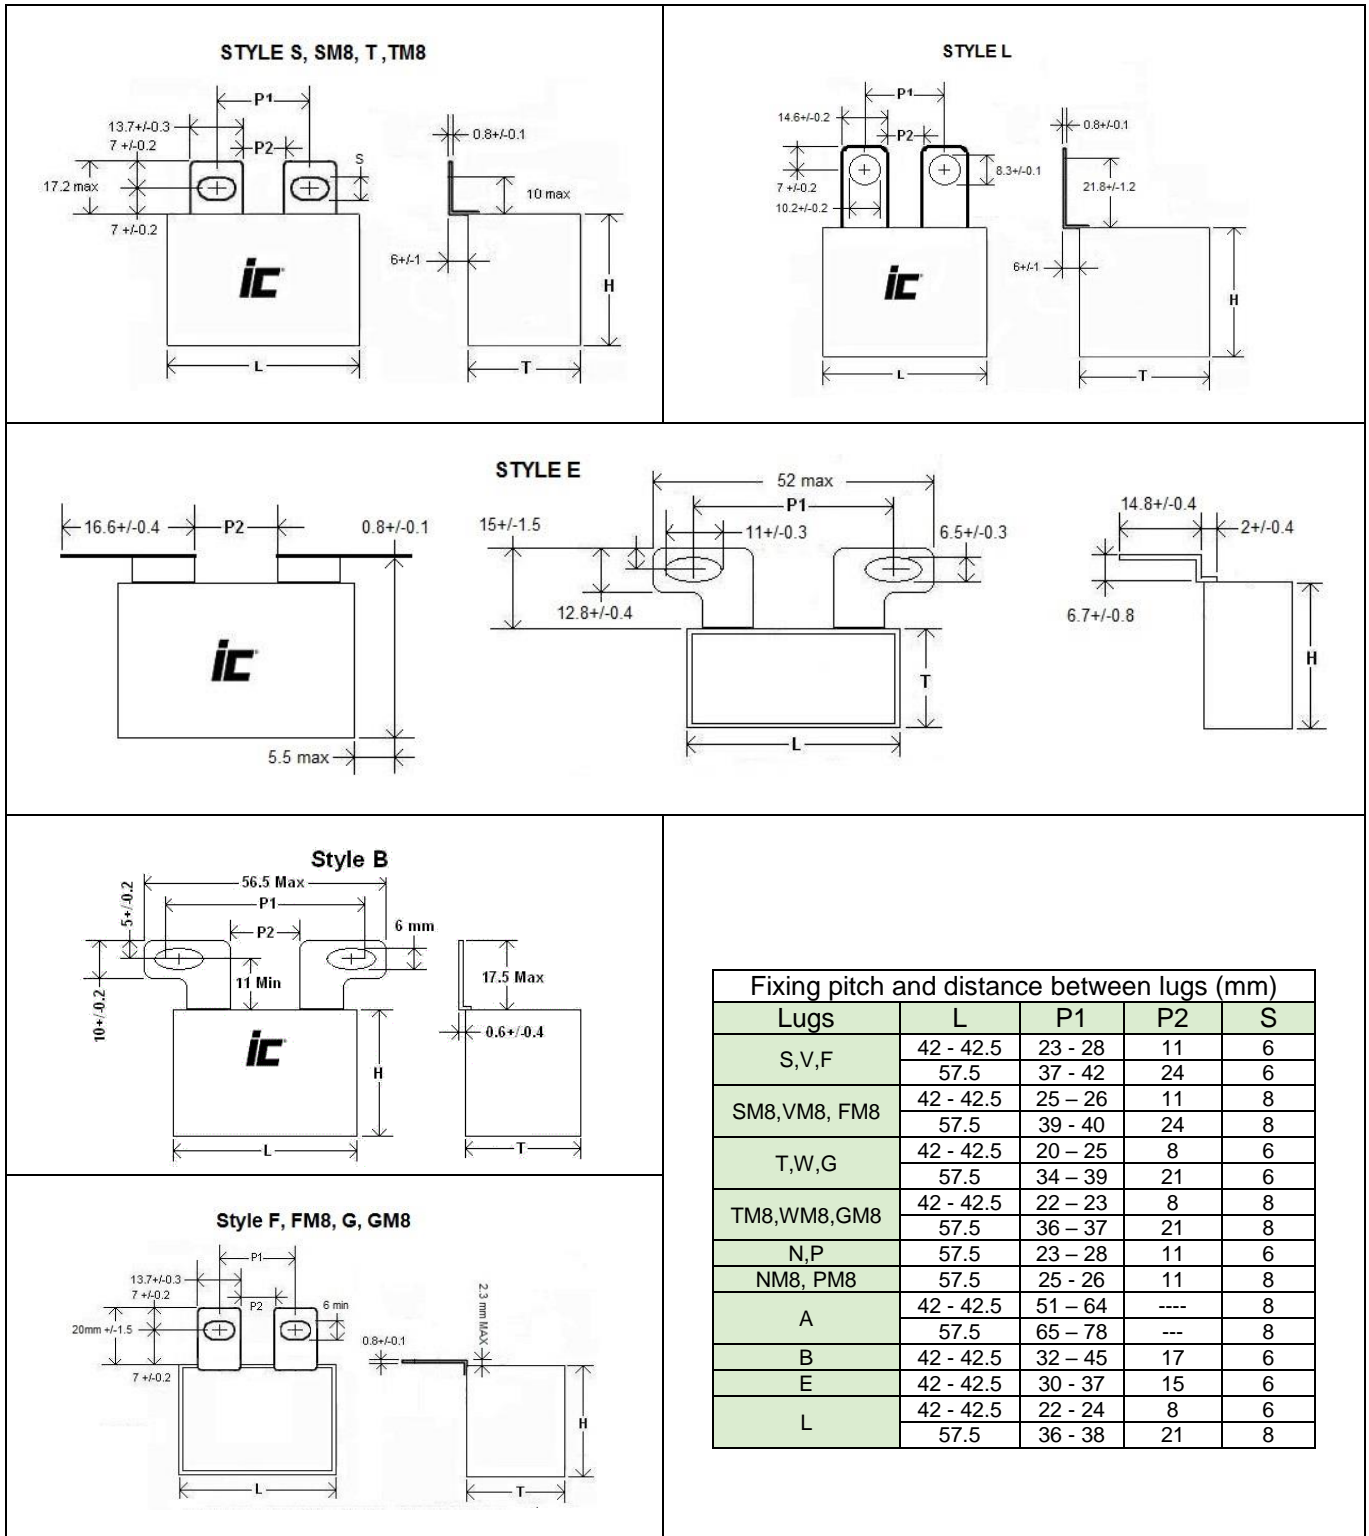 STYLE S, SM8, T ,TM8
P1
13.7+/-0.3
7 +/-0.2
P2
S
17.2 max
7 +/-0.2
0.8+/-0.1
10 max
6+/-1
ic
H
L
T
STYLE L
P1
14.6+/-0.2
P2
0.8+/-0.1
8.3+/-0.1
7 +/-0.2
21.8+/-1.2
10.2+/-0.2
6+/-1
ic
H
L
T
STYLE E
16.6+/-0.4
P2
0.8+/-0.1
ic
5.5 max
52 max
P1
15+/-1.5
11+/-0.3
6.5+/-0.3
12.8+/-0.4
T
L
14.8+/-0.4
2+/-0.4
6.7+/-0.8
H
Style B
56.5 Max
P1
5+/-0.2
P2
6 mm
11 Min
17.5 Max
10+/-0.2
0.6+/-0.4
ic
H
L
T
Style F, FM8, G, GM8
P1
13.7+/-0.3
7 +/-0.2
P2
6 min
20mm +/-1.5
7 +/-0.2
0.8+/-0.1
2.3 mm MAX
H
L
T
Fixing pitch and distance between lugs (mm)
Lugs L P1 P2 S
S,V,F 42 - 42.5 23 - 28 11 6
57.5 37 - 42 24 6
SM8,VM8, FM8 42 - 42.5 25 – 26 11 8
57.5 39 - 40 24 8
T,W,G 42 - 42.5 20 – 25 8 6
57.5 34 – 39 21 6
TM8,WM8,GM8 42 - 42.5 22 – 23 8 8
57.5 36 – 37 21 8
N,P 57.5 23 – 28 11 6
NM8, PM8 57.5 25 - 26 11 8
A 42 - 42.5 51 – 64 ---- 8
57.5 65 – 78 --- 8
B 42 - 42.5 32 – 45 17 6
E 42 - 42.5 30 - 37 15 6
L 42 - 42.5 22 - 24 8 6
57.5 36 - 38 21 8